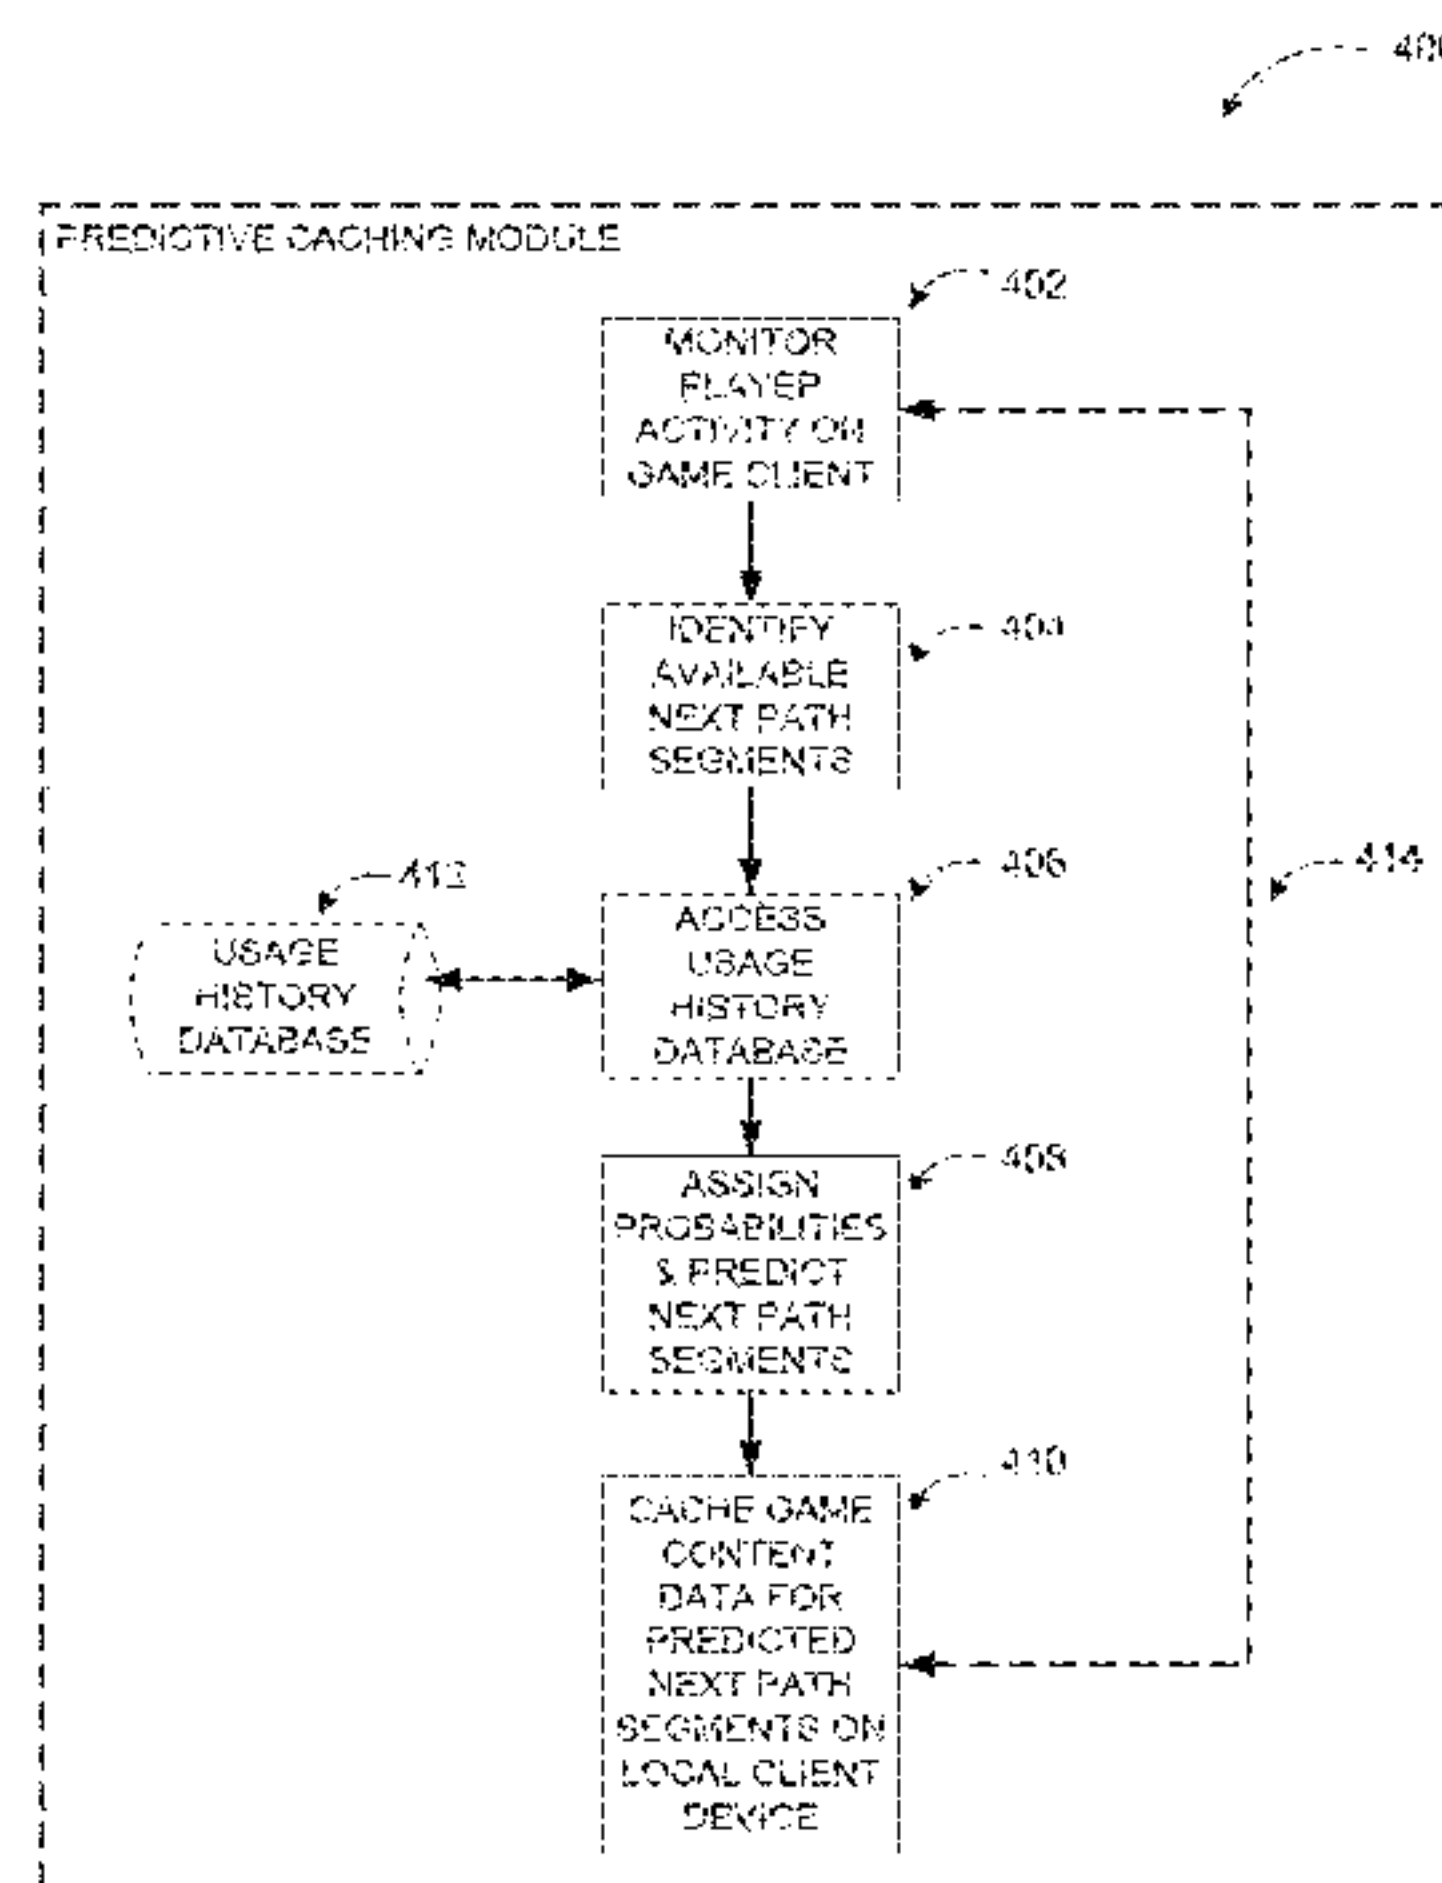 400
PREDICTIVE CACHING MODULE
402
MONITOR
PLAYER
ACTIVITY ON
GAME CLIENT
404
IDENTIFY
AVAILABLE
NEXT PATH
SEGMENTS
406
ACCESS
USAGE
HISTORY
DATABASE
412
USAGE
HISTORY
DATABASE
414
408
ASSIGN
PROBABILITIES
& PREDICT
NEXT PATH
SEGMENTS
410
CACHE GAME
CONTENT
DATA FOR
PREDICTED
NEXT PATH
SEGMENTS ON
LOCAL CLIENT
DEVICE